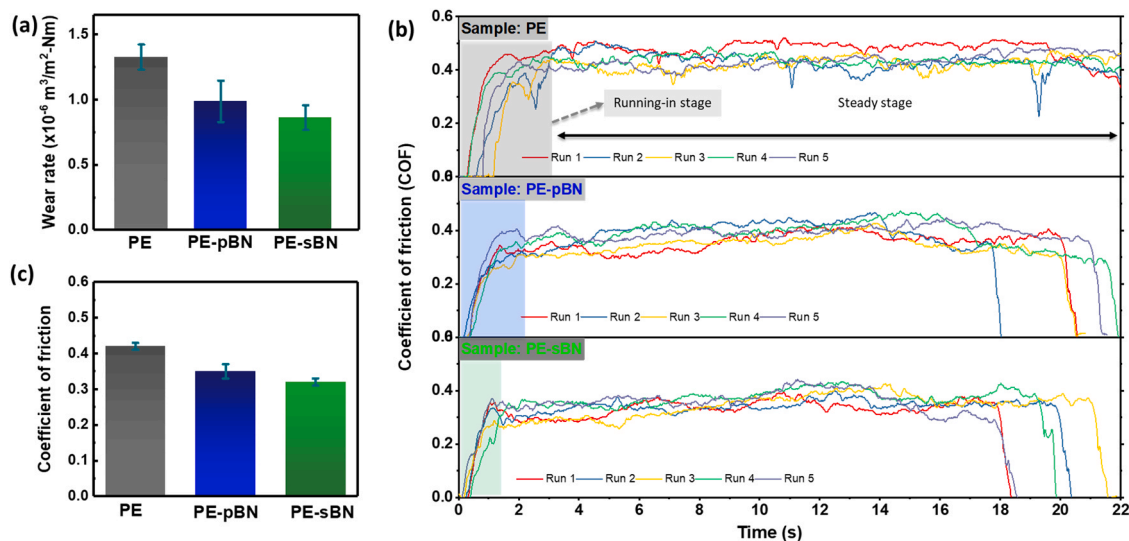 (a)
Wear rate (x10⁻⁶ m³/m²-Nm)
1.5
1.0
0.5
0.0
PE
PE-pBN
PE-sBN
(c)
Coefficient of friction
0.6
0.5
0.4
0.3
0.2
0.1
0.0
PE
PE-pBN
PE-sBN
(b)
Coefficient of friction (COF)
0.6
0.4
0.2
Sample: PE
Running-in stage
Steady stage
Run 1 Run 2 Run 3 Run 4 Run 5
0.6
0.4
0.2
Sample: PE-pBN
Run 1 Run 2 Run 3 Run 4 Run 5
0.4
0.2
0.0
Sample: PE-sBN
Run 1 Run 2 Run 3 Run 4 Run 5
0 2 4 6 8 10 12 14 16 18 20 22
Time (s)